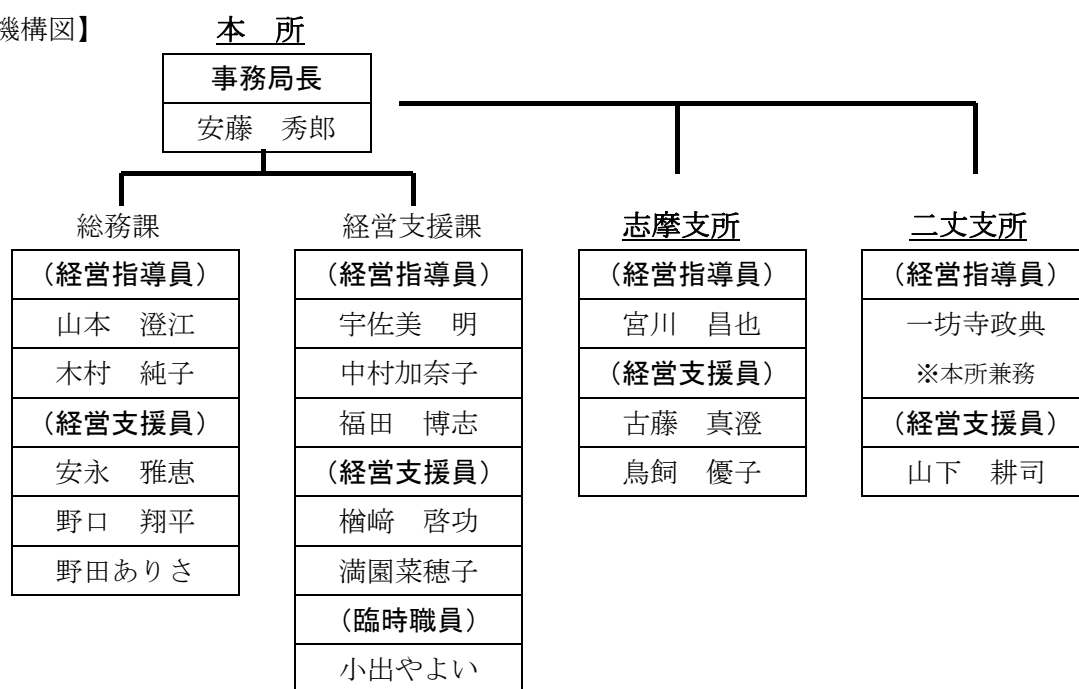 機構図】
本　所
事務局長
安藤　秀郎
総務課
（経営指導員）
山本　澄江
木村　純子
（経営支援員）
安永　雅恵
野口　翔平
野田ありさ
経営支援課
（経営指導員）
宇佐美　明
中村加奈子
福田　博志
（経営支援員）
楢﨑　啓功
満園菜穂子
（臨時職員）
小出やよい
志摩支所
（経営指導員）
宮川　昌也
（経営支援員）
古藤　真澄
鳥飼　優子
二丈支所
（経営指導員）
一坊寺政典
※本所兼務
（経営支援員）
山下　耕司